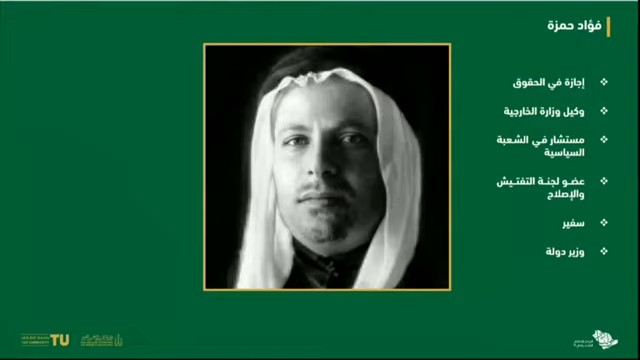 فؤاد حمزة
إجازة في الحقوق
وكيل وزارة الخارجية
مستشار في الشعبة
السياسية
عضو لجنة التفتيش
والإصلاح
سفير
وزير دولة
TU